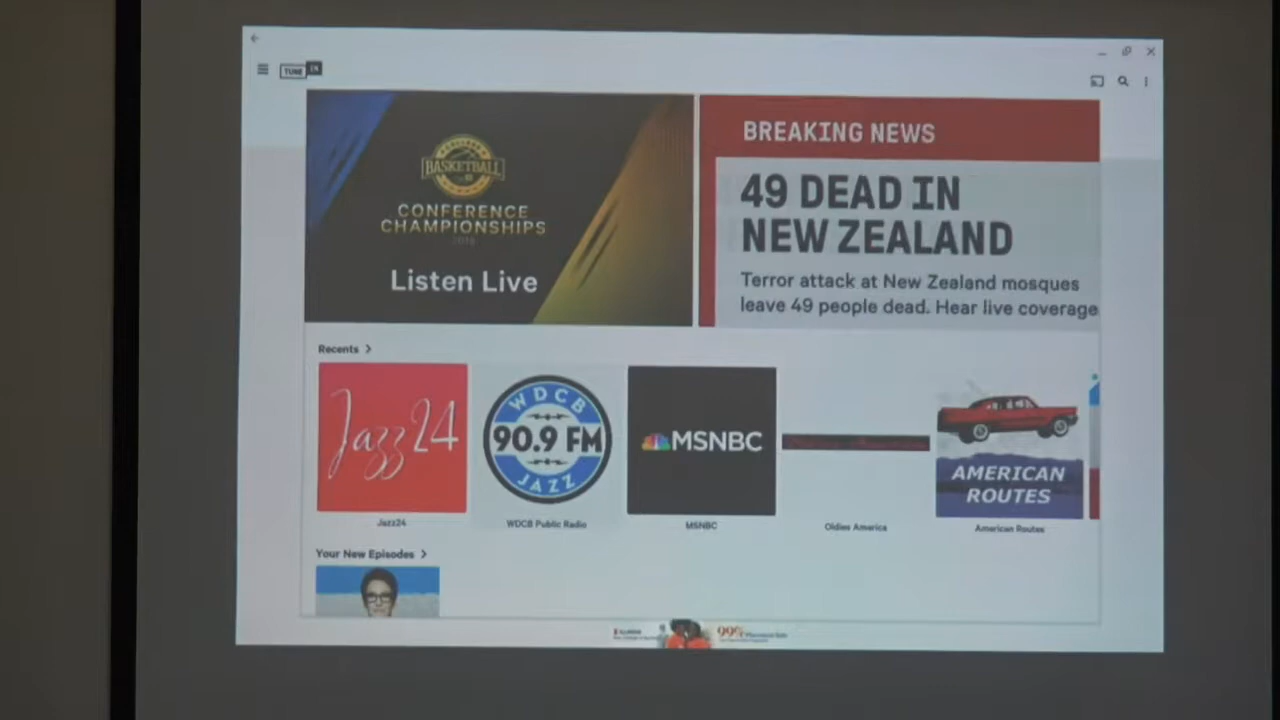 TUNE IN
BASKETBALL
CONFERENCE
CHAMPIONSHIPS
2019
Listen Live
BREAKING NEWS
49 DEAD IN
NEW ZEALAND
Terror attack at New Zealand mosques
leave 49 people dead. Hear live coverage
Recents
Jazz24
WDCB
90.9 FM
JAZZ
MSNBC
AMERICAN
ROUTES
Jazz24
WDCB Public Radio
MSNBC
Oldies America
American Routes
Your New Episodes
99%